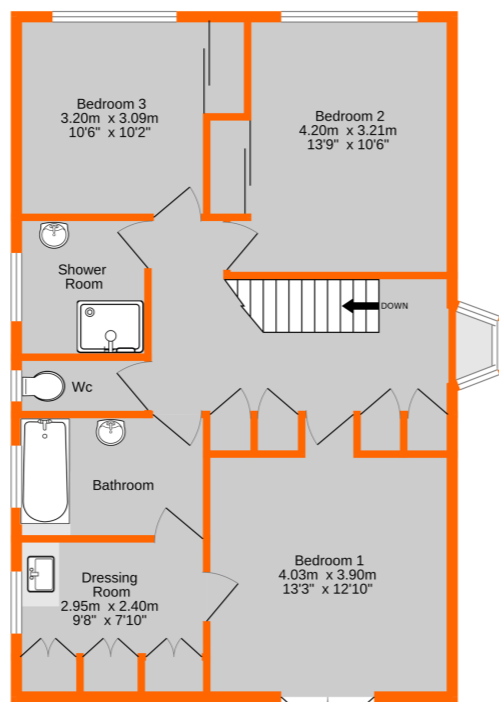 Bedroom 3
3.20m x 3.09m
10'6" x 10'2"
Bedroom 2
4.20m x 3.21m
13'9" x 10'6"
Shower
Room
DOWN
Wc
Bathroom
Bedroom 1
4.03m x 3.90m
13'3" x 12'10"
Dressing
Room
2.95m x 2.40m
9'8" x 7'10"